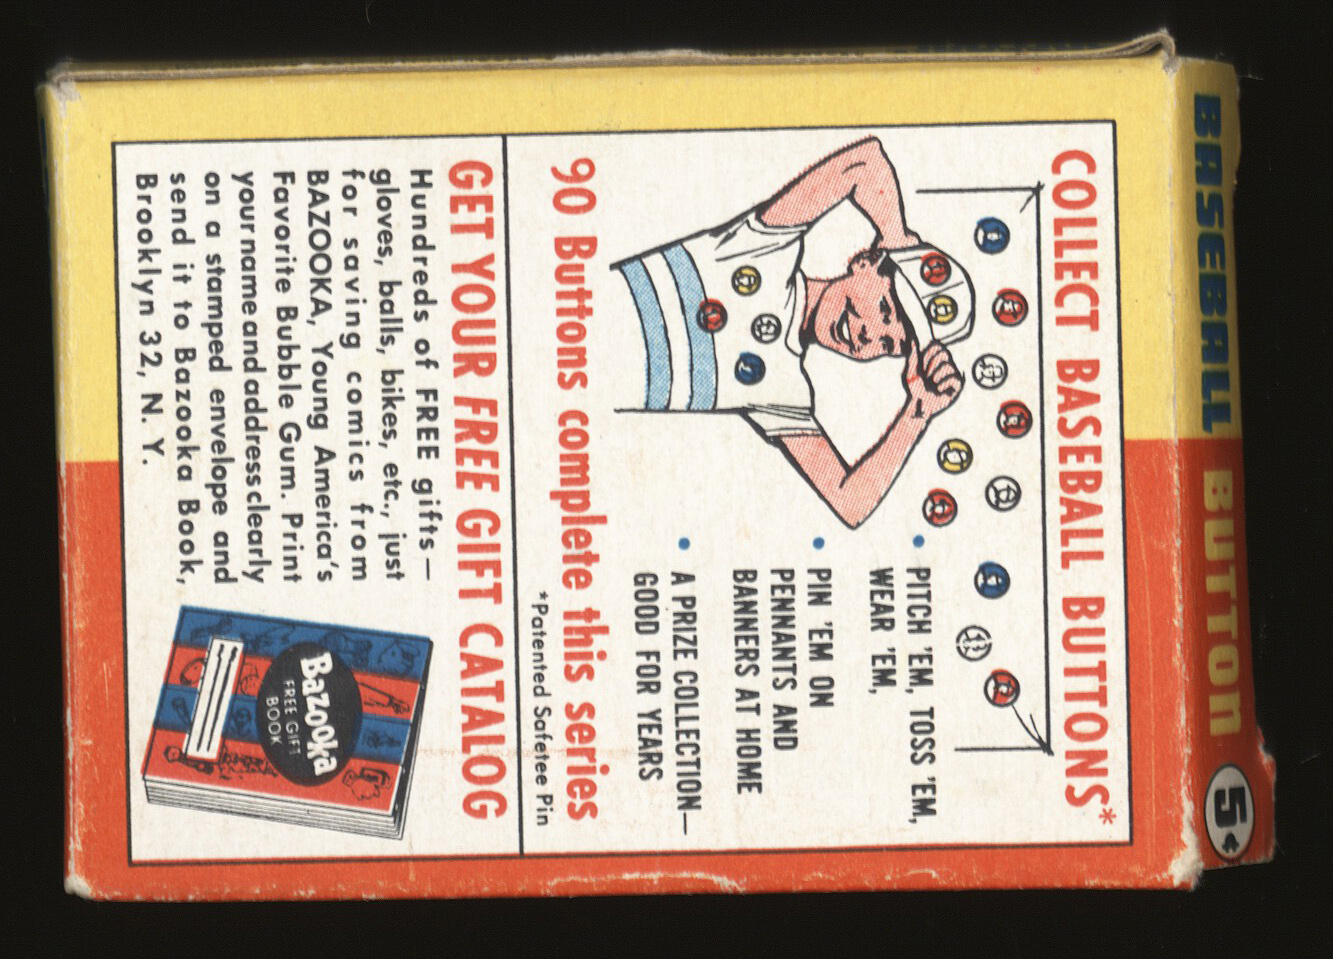 BASEBALL BUTTON 5¢
COLLECT BASEBALL BUTTONS*
• PITCH 'EM, TOSS 'EM,
WEAR 'EM,
• PIN 'EM ON
PENNANTS AND
BANNERS AT HOME
• A PRIZE COLLECTION—
GOOD FOR YEARS
90 Buttons complete this series
*Patented Safetee Pin
GET YOUR FREE GIFT CATALOG
Hundreds of FREE gifts—
gloves, balls, bikes, etc., just
for saving comics from
BAZOOKA, Young America's
Favorite Bubble Gum. Print
your name and address clearly
on a stamped envelope and
send it to Bazooka Book,
Brooklyn 32, N. Y.
Bazooka
FREE GIFT
BOOK